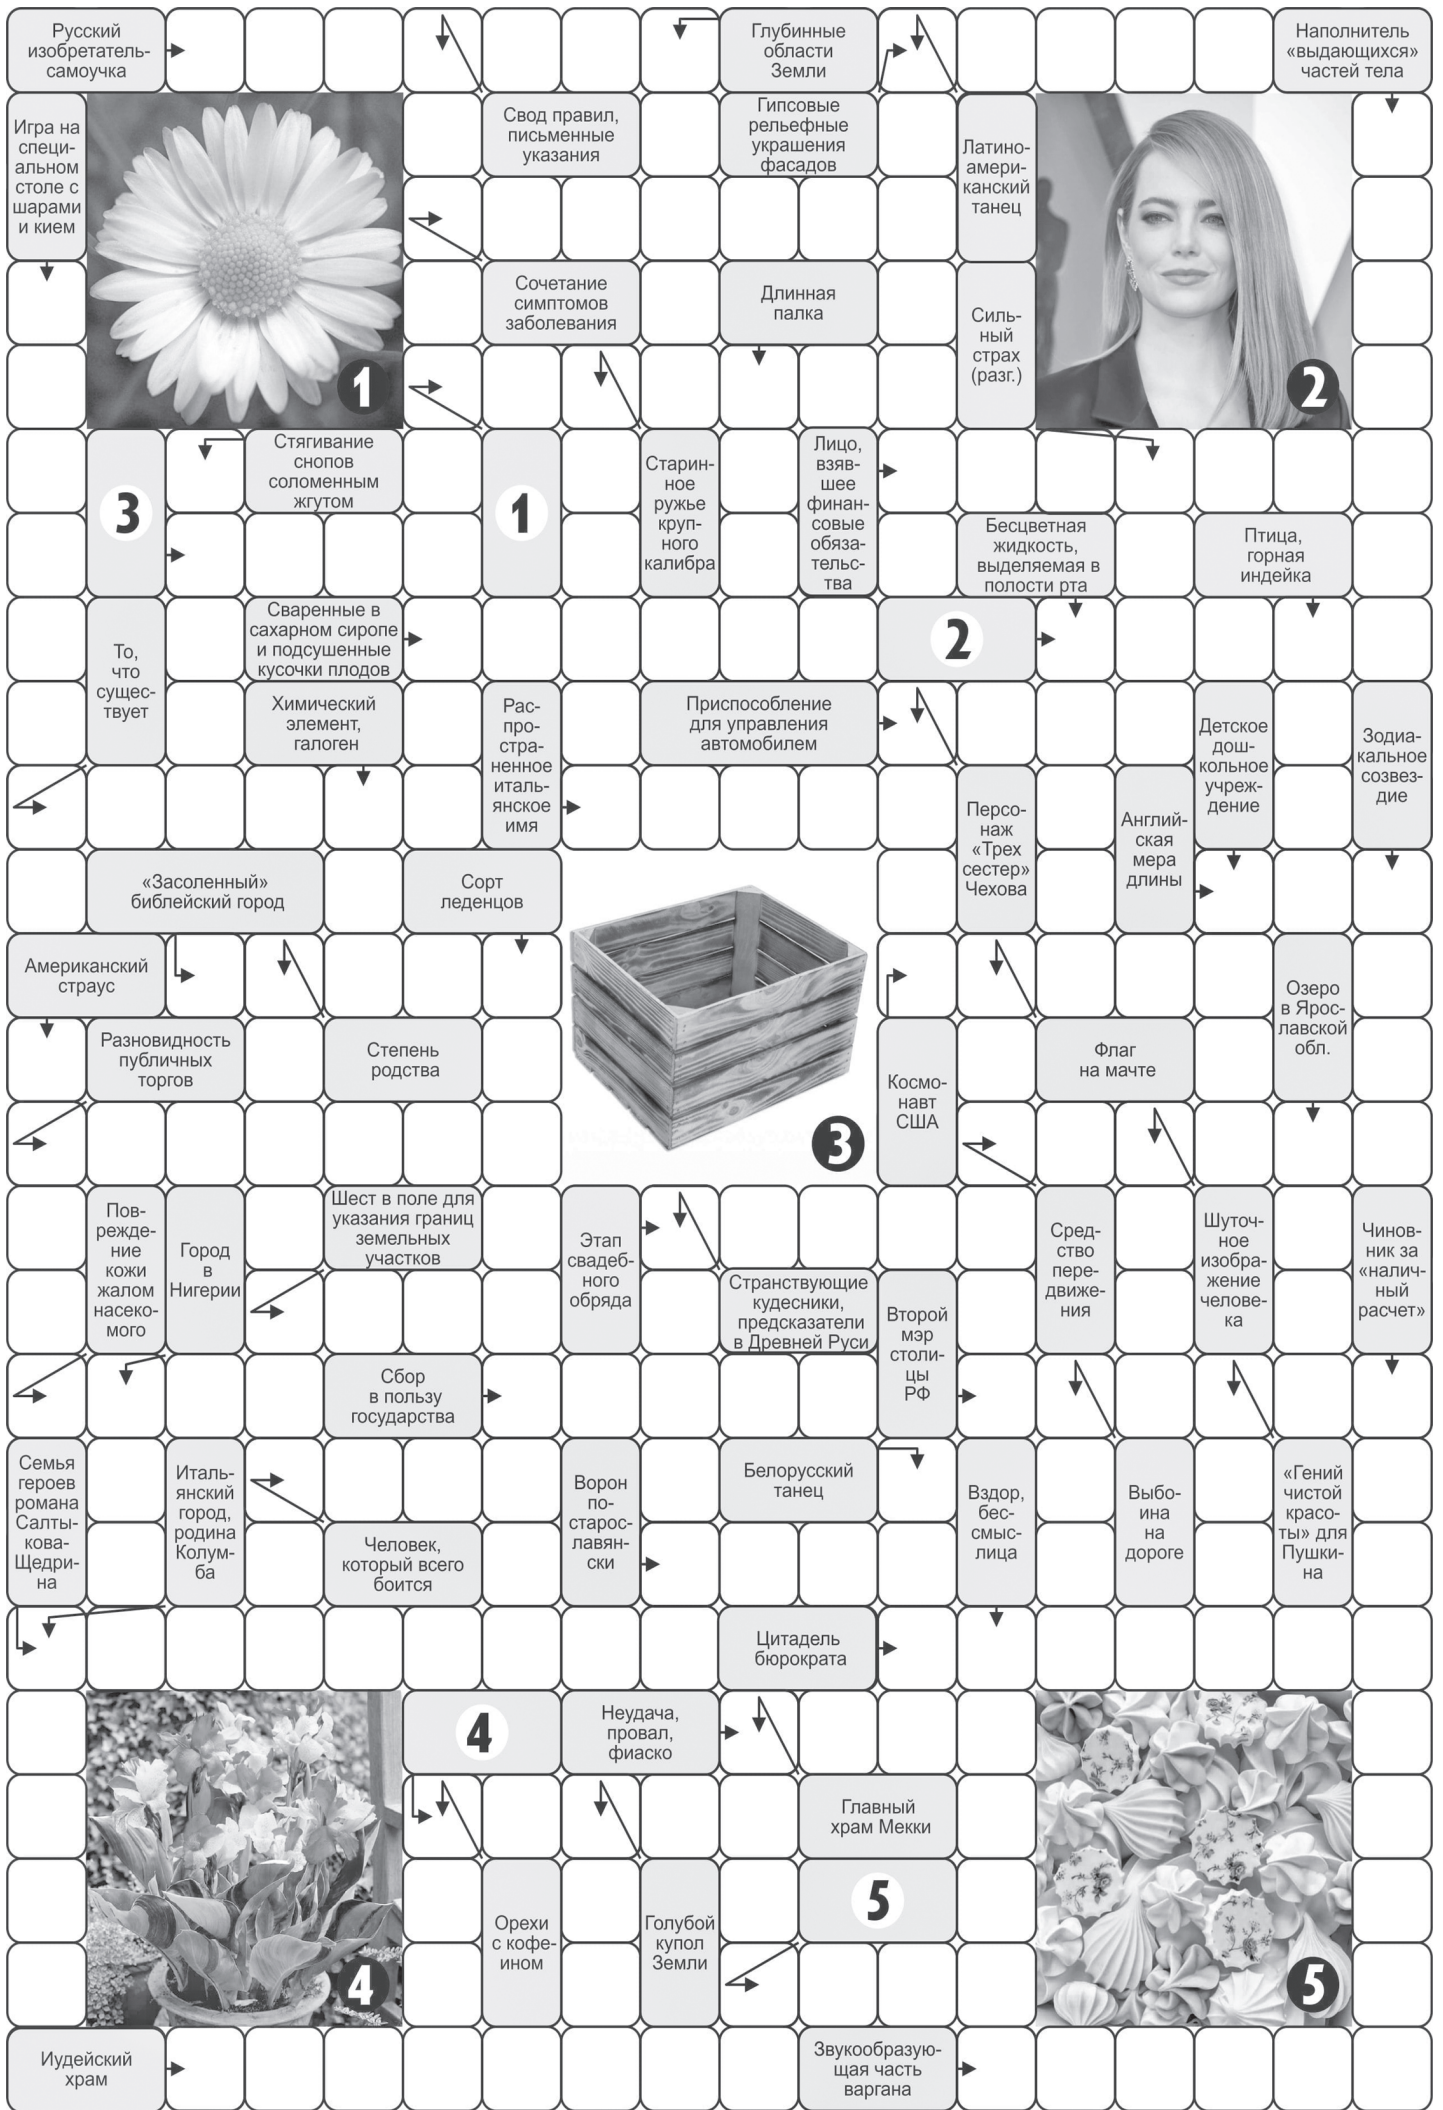 Русский
изобретатель-
самоучка
Глубинные
области
Земли
Наполнитель
«выдающихся»
частей тела
Игра на
специ-
альном
столе с
шарами
и кием
Свод правил,
письменные
указания
Гипсовые
рельефные
украшения
фасадов
Латино-
амери-
канский
танец
Сочетание
симптомов
заболевания
Длинная
палка
Силь-
ный
страх
(разг.)
1
2
3
Стягивание
снопов
соломенным
жгутом
1
Старин-
ное
ружье
круп-
ного
калибра
Лицо,
взяв-
шее
финан-
совые
обяза-
тельс-
тва
Бесцветная
жидкость,
выделяемая в
полости рта
Птица,
горная
индейка
То,
что
сущес-
твует
Сваренные в
сахарном сиропе
и подсушенные
кусочки плодов
2
Химический
элемент,
галоген
Рас-
про-
стра-
ненное
италь-
янское
имя
Приспособление
для управления
автомобилем
Детское
дош-
кольное
учреж-
дение
Зодиа-
кальное
созвез-
дие
Персо-
наж
«Трех
сестер»
Чехова
Англий-
ская
мера
длины
«Засоленный»
библейский город
Сорт
леденцов
Американский
страус
Озеро
в Ярос-
лавской
обл.
Разновидность
публичных
торгов
Степень
родства
Космо-
навт
США
Флаг
на мачте
3
Пов-
режде-
ние
кожи
жалом
насеко-
мого
Город
в
Нигерии
Шест в поле для
указания границ
земельных
участков
Этап
свадеб-
ного
обряда
Сред-
ство
пере-
движе-
ния
Шуточ-
ное
изобра-
жение
челове-
ка
Чинов-
ник за
«налич-
ный
расчет»
Странствующие
кудесники,
предсказатели
в Древней Руси
Второй
мэр
столи-
цы
РФ
Сбор
в пользу
государства
Семья
героев
романа
Салты-
кова-
Щедри-
на
Италь-
янский
город,
родина
Колум-
ба
Ворон
по-
старос-
лавян-
ски
Белорусский
танец
Вздор,
бес-
смыс-
лица
Выбо-
ина
на
дороге
«Гений
чистой
красо-
ты» для
Пушки-
на
Человек,
который всего
боится
Цитадель
бюрократа
4
Неудача,
провал,
фиаско
Главный
храм Мекки
Орехи
с кофе-
ином
Голубой
купол
Земли
5
4
5
Иудейский
храм
Звукообразую-
щая часть
варгана